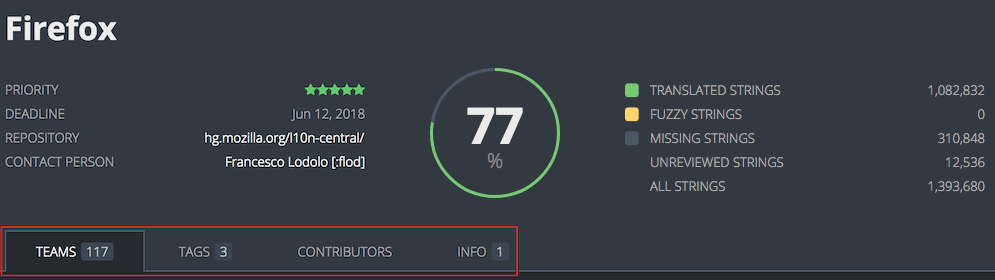 Firefox
PRIORITY
DEADLINE Jun 12, 2018
REPOSITORY hg.mozilla.org/l10n-central/
CONTACT PERSON Francesco Lodolo [:flod]
77
%
TRANSLATED STRINGS 1,082,832
FUZZY STRINGS 0
MISSING STRINGS 310,848
UNREVIEWED STRINGS 12,536
ALL STRINGS 1,393,680
TEAMS 117 TAGS 3 CONTRIBUTORS INFO 1